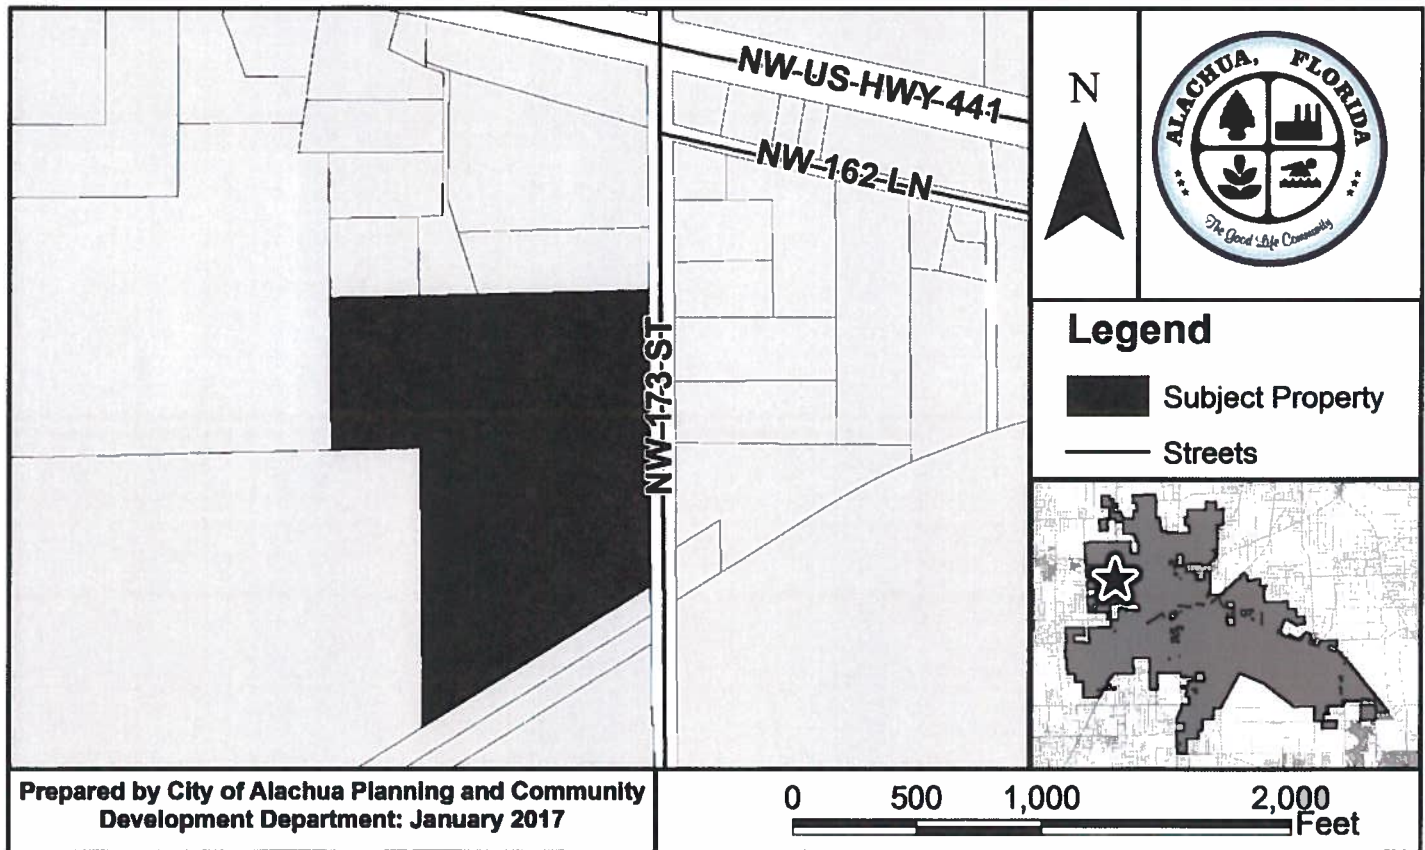 NW US HWY 441
NW 162 LN
NW 173 ST
N
ALACHUA, FLORIDA
The Good Life Community
Legend
Subject Property
Streets
Prepared by City of Alachua Planning and Community
Development Department: January 2017
0 500 1,000 2,000
Feet